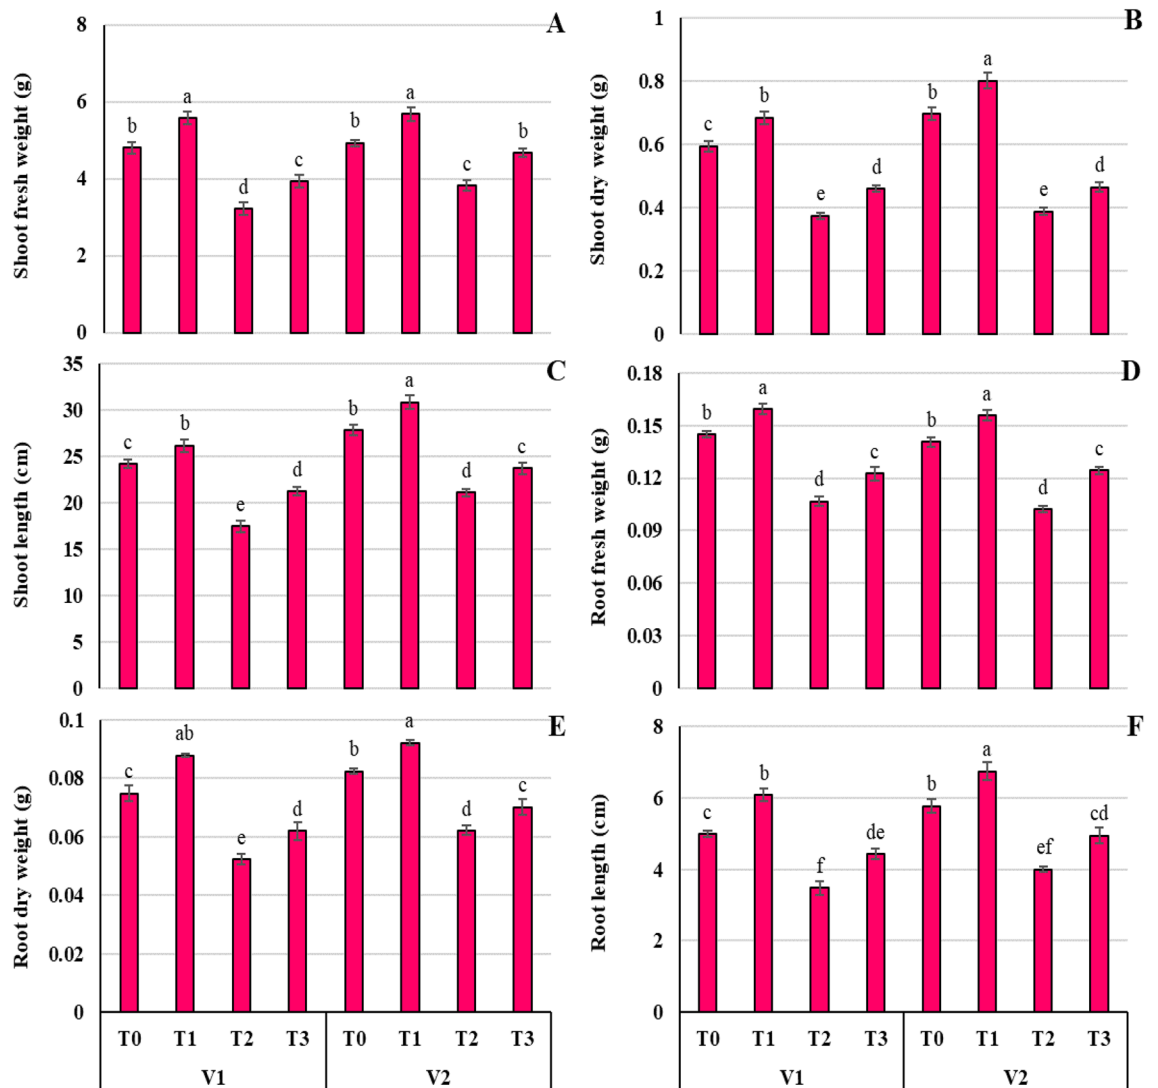 A
Shoot fresh weight (g)
8
6
4
2
0
b
a
d
c
b
a
c
b
B
Shoot dry weight (g)
1
0.8
0.6
0.4
0.2
0
c
b
e
d
b
a
e
d
C
Shoot length (cm)
35
30
25
20
15
10
5
0
c
b
e
d
b
a
d
c
D
Root fresh weight (g)
0.18
0.15
0.12
0.09
0.06
0.03
0
b
a
d
c
b
a
d
c
E
Root dry weight (g)
0.1
0.08
0.06
0.04
0.02
0
c
ab
e
d
b
a
d
c
T0 T1 T2 T3 T0 T1 T2 T3
V1 V2
F
Root length (cm)
8
6
4
2
0
c
b
f
de
b
a
ef
cd
T0 T1 T2 T3 T0 T1 T2 T3
V1 V2